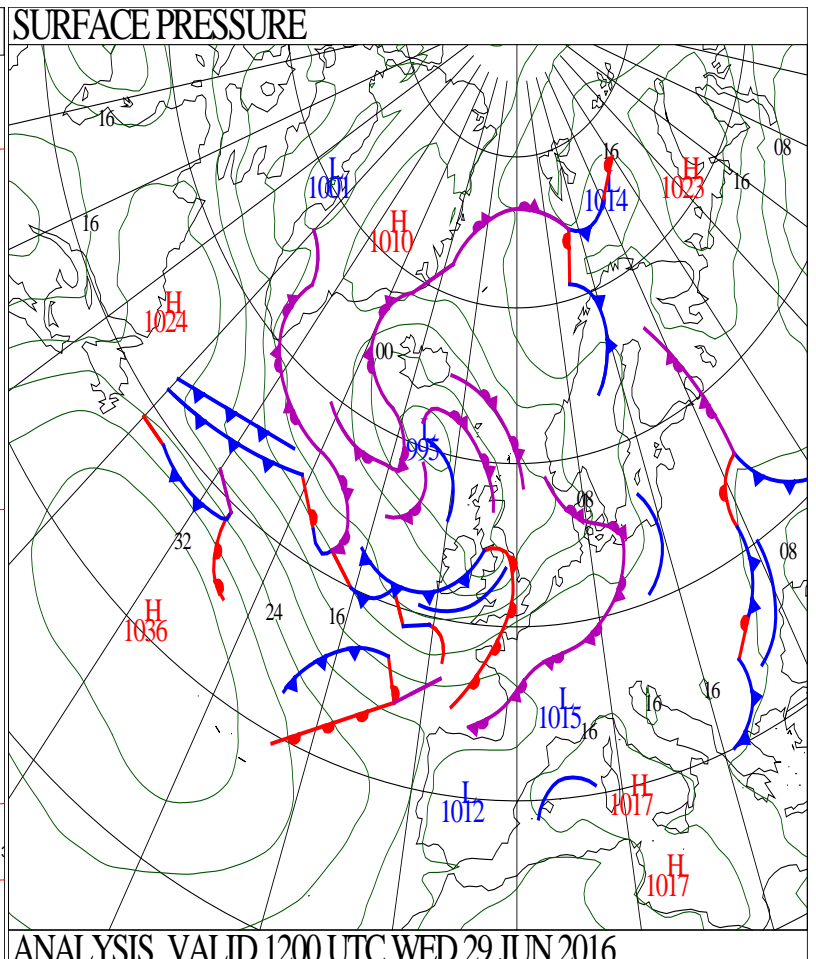 SURFACE PRESSURE
16
08
16
L
1001
H
1023
16
L
1014
H
1010
16
H
1024
00
L
995
08
32
08
H
1036
24
16
16
16
L
1015
16
L
1012
H
1017
H
1017
ANALYSIS VALID 1200 UTC WED 29 JUN 2016